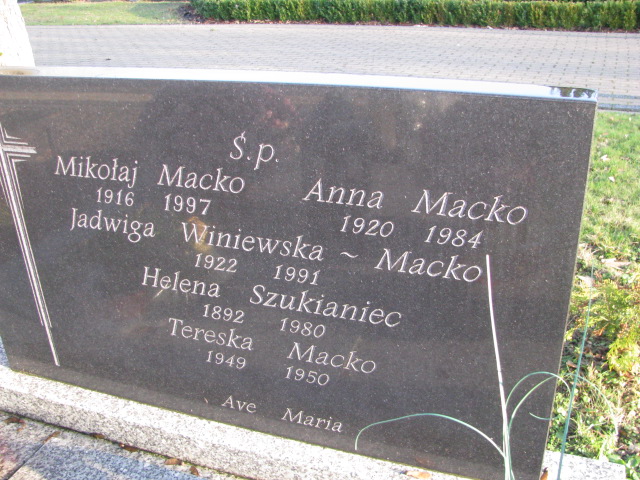 Ś.p.
Mikołaj Macko Anna Macko
1916 1997 1920 1984
Jadwiga Winiewska ~ Macko
1922 1991
Helena Szukianiec
1892 1980
Tereska Macko
1949 1950
Ave Maria